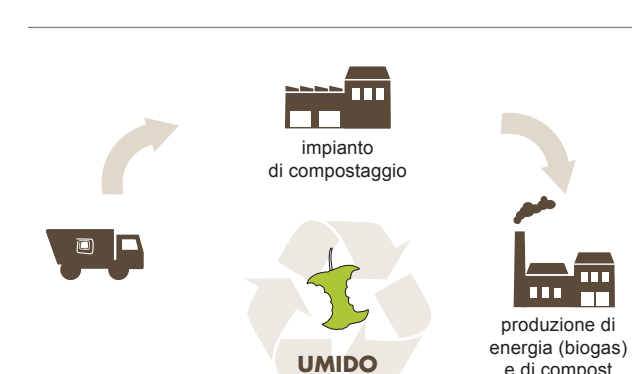 impianto
di compostaggio
produzione di
energia (biogas)
e di compost
UMIDO